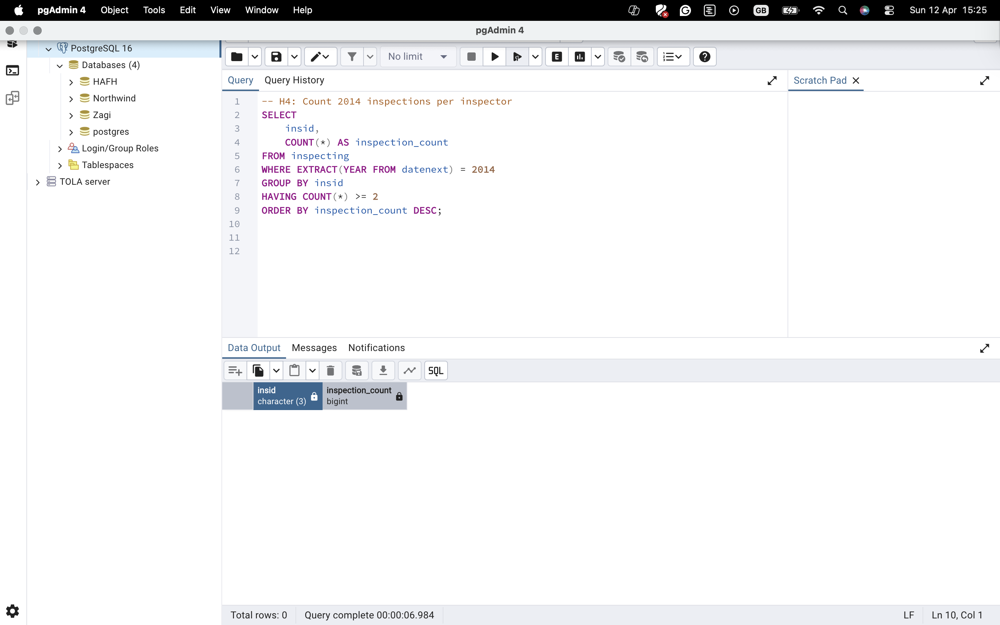 pgAdmin 4 Object Tools Edit View Window Help GB Sun 12 Apr 15:25
pgAdmin 4
PostgreSQL 16
Databases (4)
HAFH
Northwind
Zagi
postgres
Login/Group Roles
Tablespaces
TOLA server
No limit E
Query Query History
Scratch Pad
1 -- H4: Count 2014 inspections per inspector
2 SELECT
3 insid,
4 COUNT(*) AS inspection_count
5 FROM inspecting
6 WHERE EXTRACT(YEAR FROM datenext) = 2014
7 GROUP BY insid
8 HAVING COUNT(*) >= 2
9 ORDER BY inspection_count DESC;
10
11
12
Data Output Messages Notifications
SQL
insid inspection_count
character (3) bigint
Total rows: 0 Query complete 00:00:06.984 LF Ln 10, Col 1